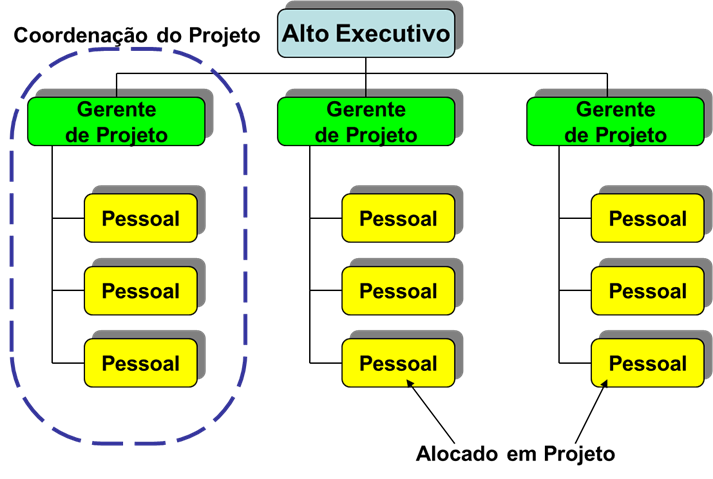 Coordenação do Projeto
Alto Executivo
Gerente
de Projeto
Gerente
de Projeto
Gerente
de Projeto
Pessoal
Pessoal
Pessoal
Pessoal
Pessoal
Pessoal
Pessoal
Pessoal
Pessoal
Alocado em Projeto